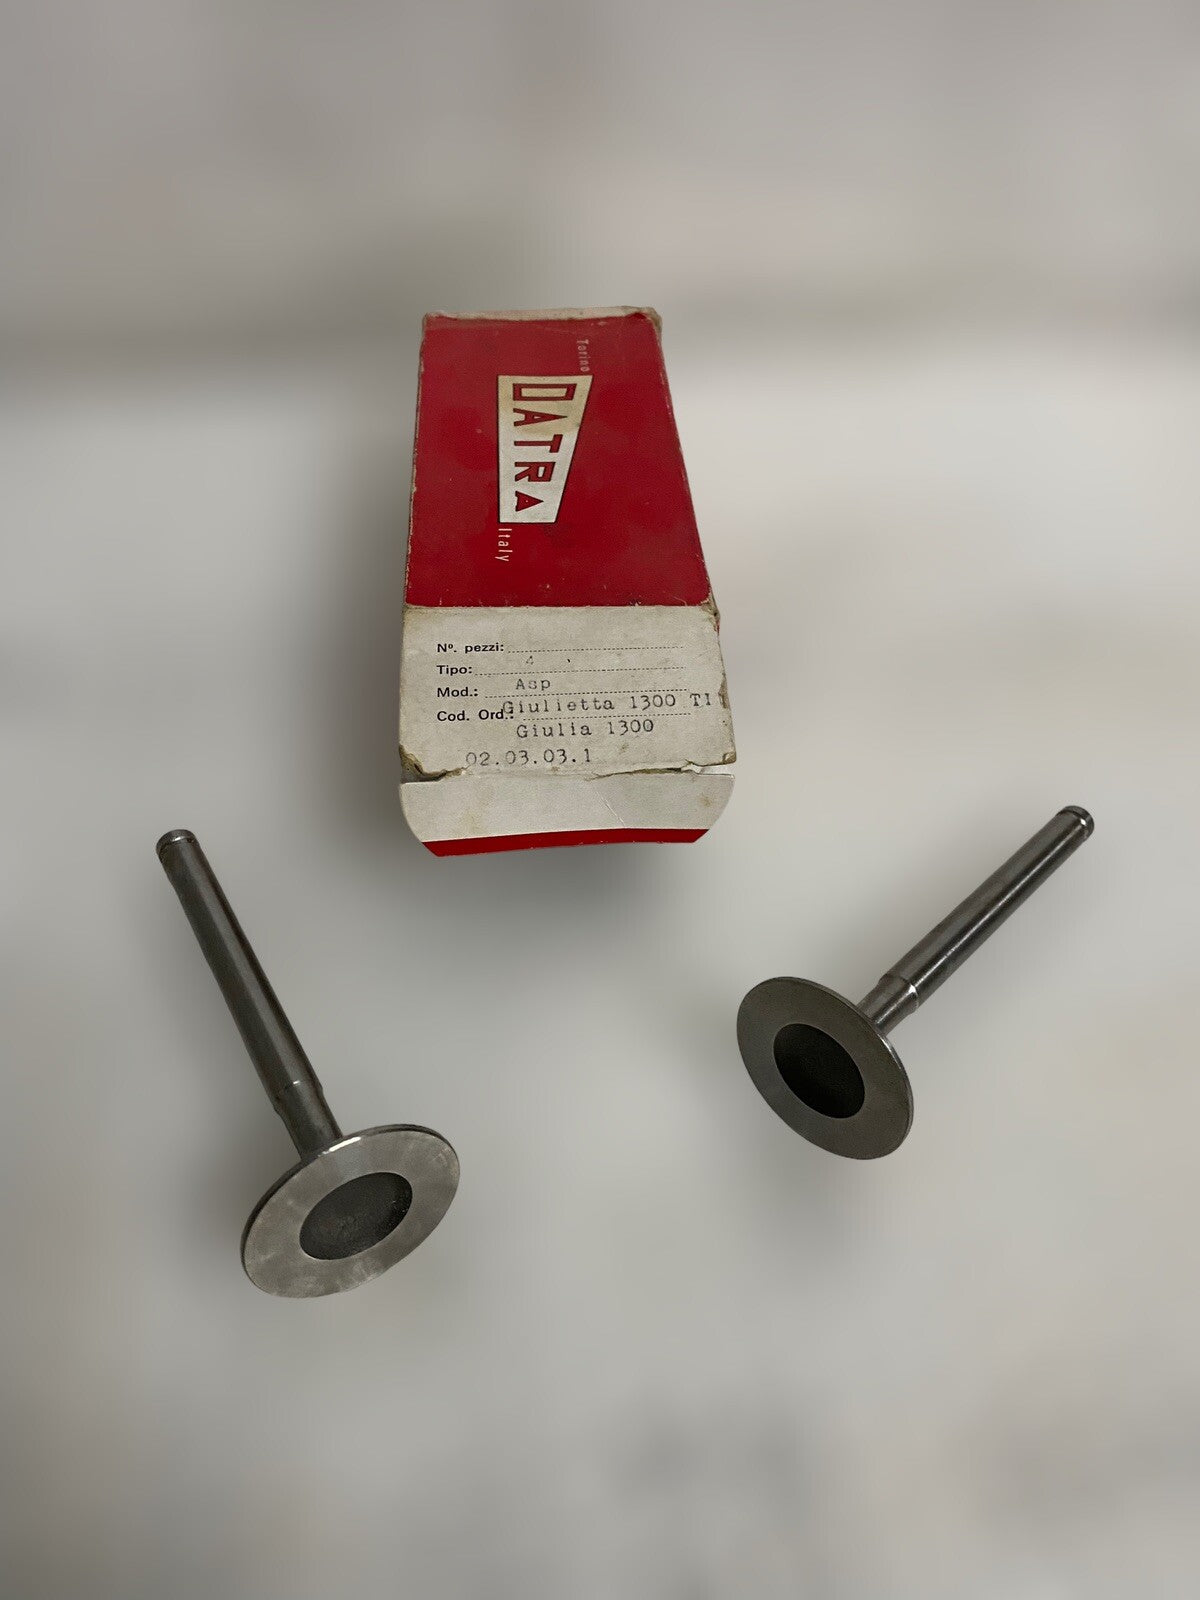 Torino
DATRA
Italy
Nº. pezzi:
4
Tipo:
Asp
Mod.:
Giulietta 1300 TI
Cod. Ord.:
Giulia 1300
02.03.03.1